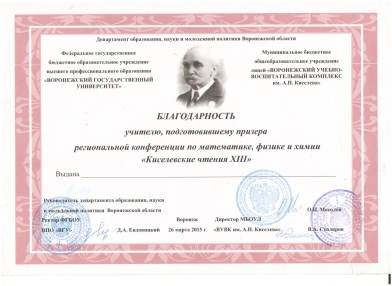 Департамент образования, науки и молодежной политики Воронежской области
Федеральное государственное
бюджетное образовательное учреждение
высшего профессионального образования
«ВОРОНЕЖСКИЙ ГОСУДАРСТВЕННЫЙ
УНИВЕРСИТЕТ»
Муниципальное бюджетное
общеобразовательное учреждение
лицей «ВОРОНЕЖСКИЙ УЧЕБНО-
ВОСПИТАТЕЛЬНЫЙ КОМПЛЕКС
им. А.П. Киселева»
БЛАГОДАРНОСТЬ
учителю, подготовившему призера
региональной конференции по математике, физике и химии
«Киселевские чтения XIII»
Выдана
Руководитель департамента образования, науки
и молодежной политики Воронежской области
О.Н. Мосолов
Ректор ФГБОУ
ВПО «ВГУ»
Д.А. Ендовицкий
Воронеж
26 марта 2015 г
Директор МБОУЛ
«ВУВК им. А.П. Киселева»
В.А. Столяров